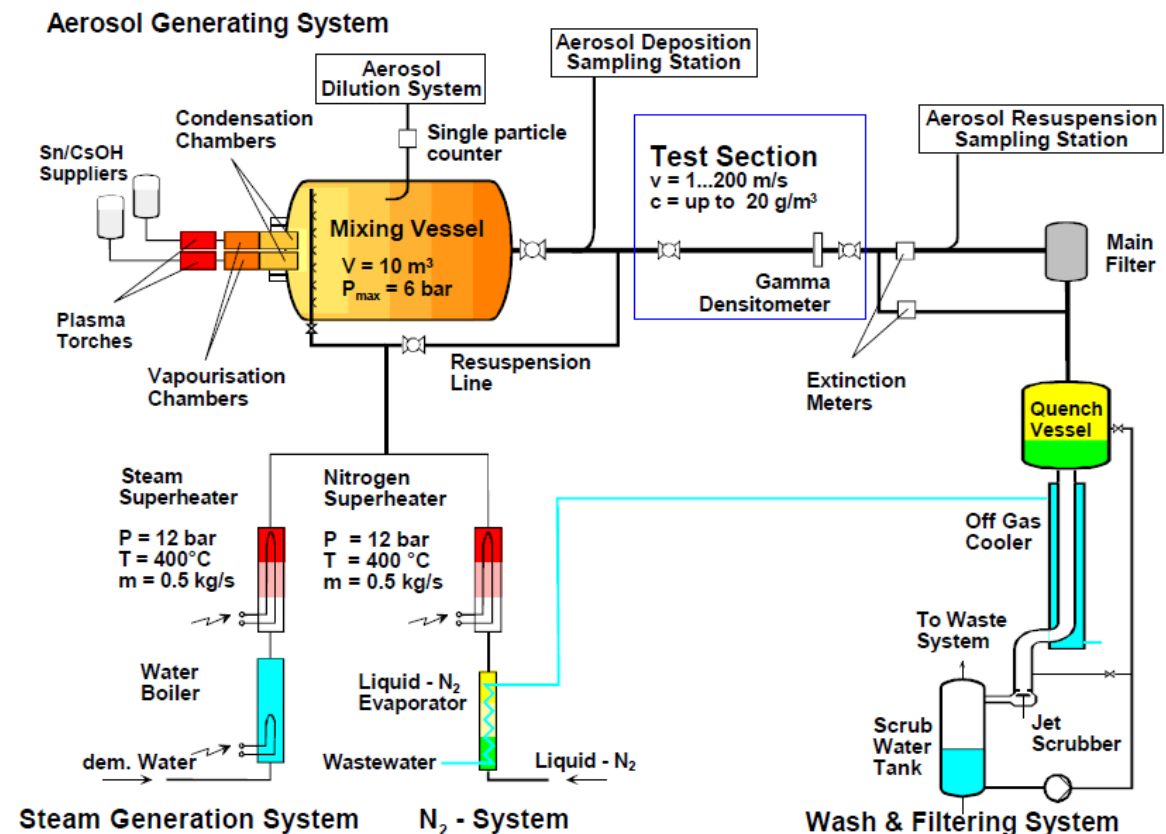 Aerosol Generating System
Aerosol
Dilution System
Aerosol Deposition
Sampling Station
Aerosol Resuspension
Sampling Station
Condensation
Chambers
Single particle
counter
Sn/CsOH
Suppliers
Test Section
v = 1...200 m/s
c = up to 20 g/m³
Mixing Vessel
V = 10 m³
Pmax = 6 bar
Main
Filter
Gamma
Densitometer
Plasma
Torches
Vapourisation
Chambers
Resuspension
Line
Extinction
Meters
Quench
Vessel
Steam
Superheater
P = 12 bar
T = 400°C
m = 0.5 kg/s
Nitrogen
Superheater
P = 12 bar
T = 400 °C
m = 0.5 kg/s
Off Gas
Cooler
To Waste
System
Water
Boiler
Liquid - N₂
Evaporator
Scrub
Water
Tank
Jet
Scrubber
dem. Water
Wastewater
Liquid - N₂
Steam Generation System
N₂ - System
Wash & Filtering System